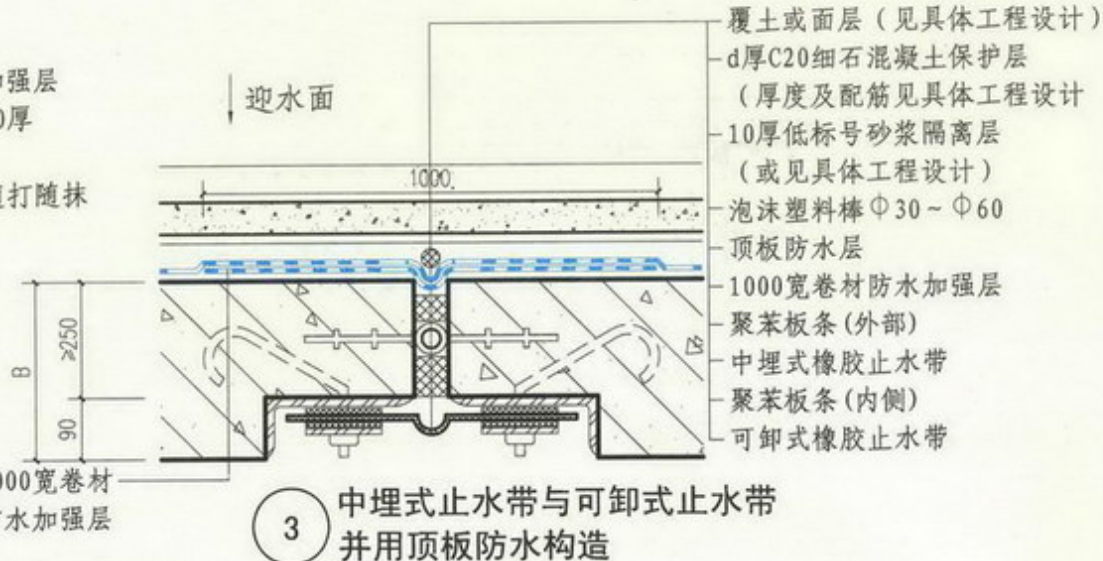 覆土或面层（见具体工程设计）
d厚C20细石混凝土保护层
（厚度及配筋见具体工程设计
10厚低标号砂浆隔离层
（或见具体工程设计）
泡沫塑料棒Φ30~Φ60
顶板防水层
1000宽卷材防水加强层
聚苯板条(外部)
中埋式橡胶止水带
聚苯板条(内侧)
可卸式橡胶止水带
强层
0厚
打随抹
迎水面
1000
B
≥250
90
000宽卷材
水加强层
3
中埋式止水带与可卸式止水带
并用顶板防水构造